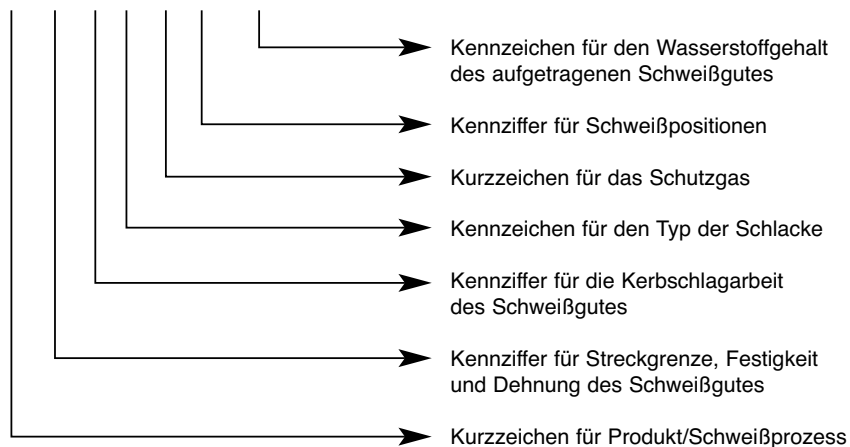 Kennzeichen für den Wasserstoffgehalt
des aufgetragenen Schweißgutes
Kennziffer für Schweißpositionen
Kurzzeichen für das Schutzgas
Kennzeichen für den Typ der Schlacke
Kennziffer für die Kerbschlagarbeit
des Schweißgutes
Kennziffer für Streckgrenze, Festigkeit
und Dehnung des Schweißgutes
Kurzzeichen für Produkt/Schweißprozess